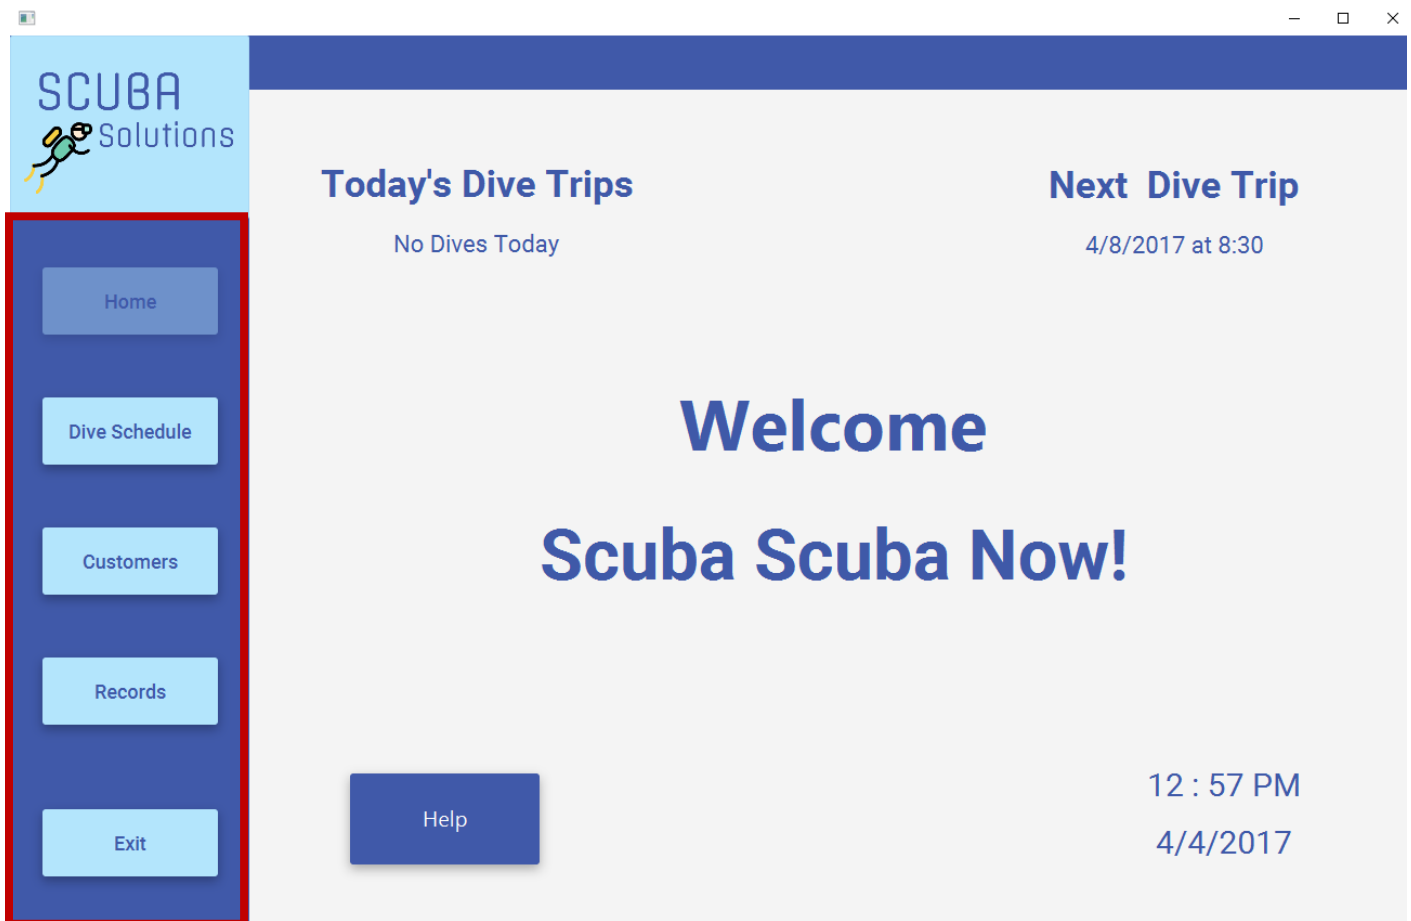 SCUBA
Solutions
Home
Dive Schedule
Customers
Records
Exit
Today's Dive Trips
No Dives Today
Next Dive Trip
4/8/2017 at 8:30
Welcome
Scuba Scuba Now!
Help
12 : 57 PM
4/4/2017